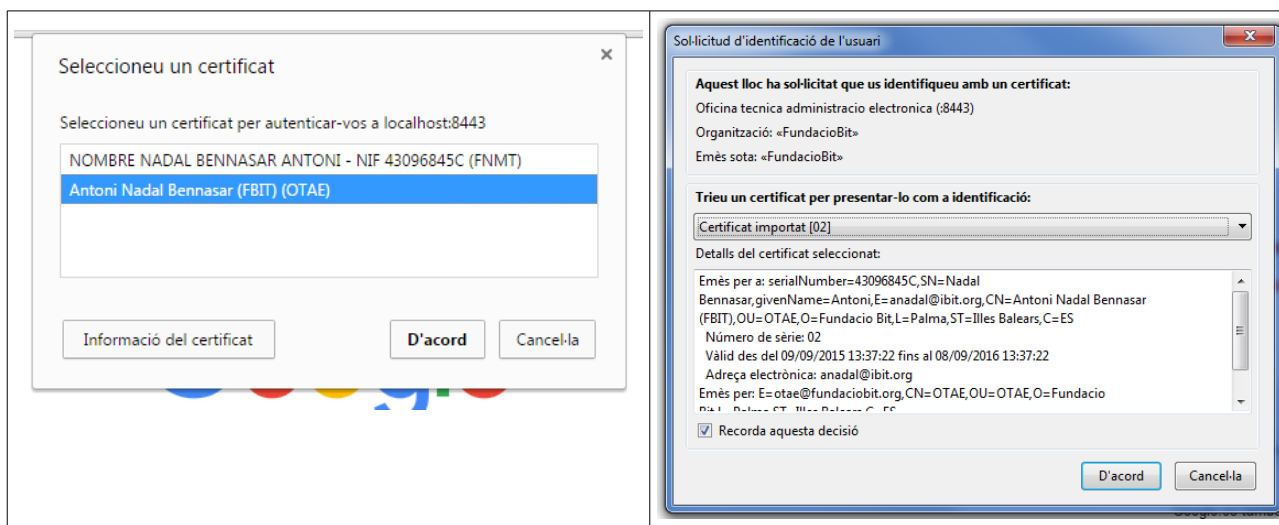 Seleccioneu un certificat
×
Seleccioneu un certificat per autenticar-vos a localhost:8443
NOMBRE NADAL BENNASAR ANTONI - NIF 43096845C (FNMT)
Antoni Nadal Bennasar (FBIT) (OTAE)
Informació del certificat
D'acord
Cancel·la
Sol·licitud d'identificació de l'usuari
Aquest lloc ha sol·licitat que us identifiqueu amb un certificat:
Oficina tecnica administracio electronica (:8443)
Organització: «FundacioBit»
Emès sota: «FundacioBit»
Trieu un certificat per presentar-lo com a identificació:
Certificat importat [02]
Detalls del certificat seleccionat:
Emès per a: serialNumber=43096845C,SN=Nadal
Bennasar,givenName=Antoni,E=anadal@ibit.org,CN=Antoni Nadal Bennasar
(FBIT),OU=OTAE,O=Fundacio Bit,L=Palma,ST=Illes Balears,C=ES
Número de sèrie: 02
Vàlid des del 09/09/2015 13:37:22 fins al 08/09/2016 13:37:22
Adreça electrònica: anadal@ibit.org
Emès per: E=otae@fundaciobit.org,CN=OTAE,OU=OTAE,O=Fundacio
Bit,L=Palma,ST=Illes Balears,C=ES
Recorda aquesta decisió
D'acord
Cancel·la